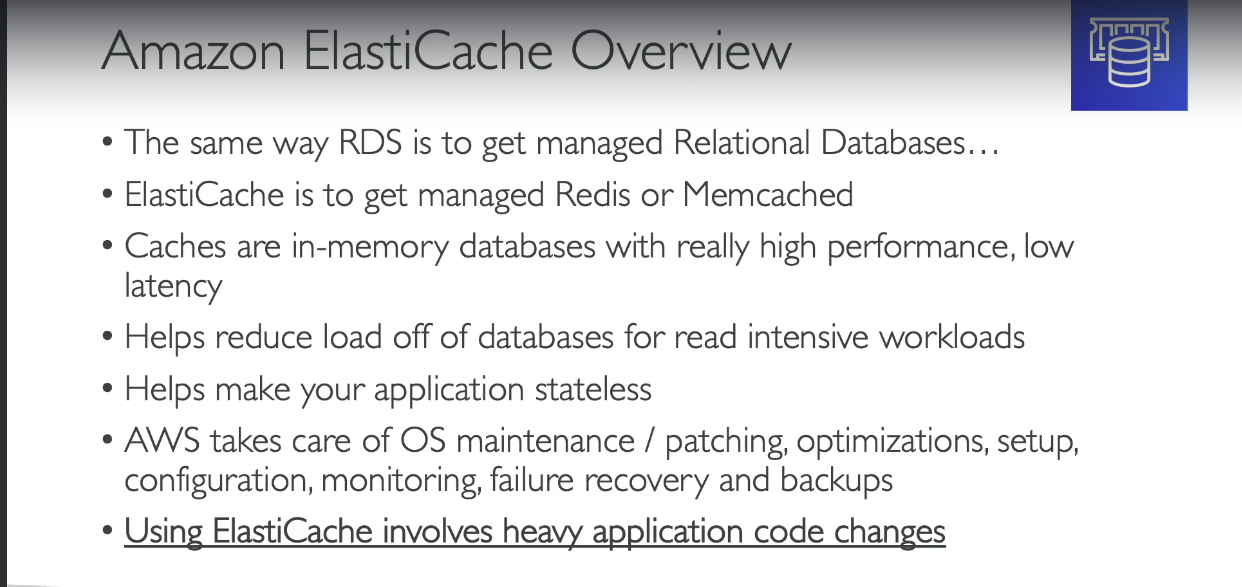 Amazon ElastiCache Overview
• The same way RDS is to get managed Relational Databases…
• ElastiCache is to get managed Redis or Memcached
• Caches are in-memory databases with really high performance, low
latency
• Helps reduce load off of databases for read intensive workloads
• Helps make your application stateless
• AWS takes care of OS maintenance / patching, optimizations, setup,
configuration, monitoring, failure recovery and backups
• Using ElastiCache involves heavy application code changes